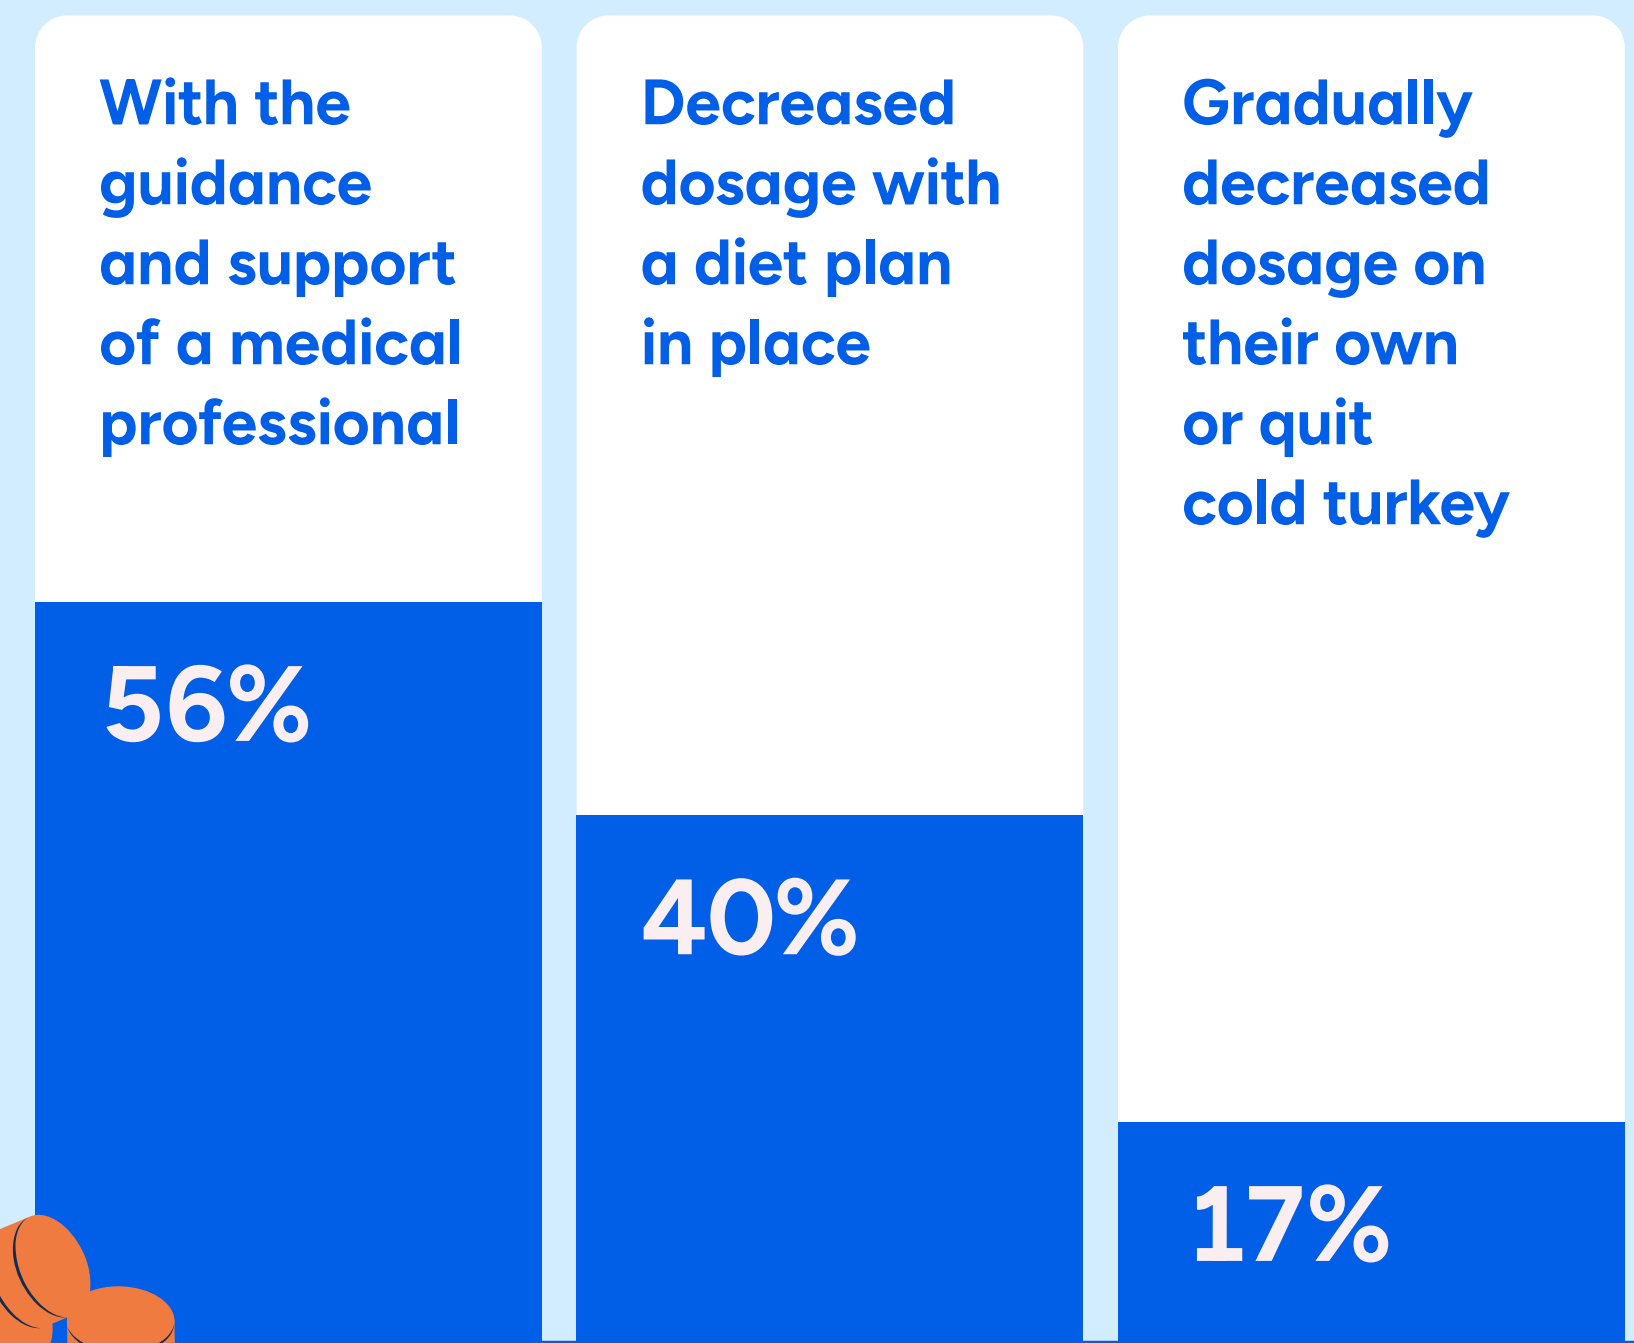 With the
guidance
and support
of a medical
professional
56%
Decreased
dosage with
a diet plan
in place
40%
Gradually
decreased
dosage on
their own
or quit
cold turkey
17%